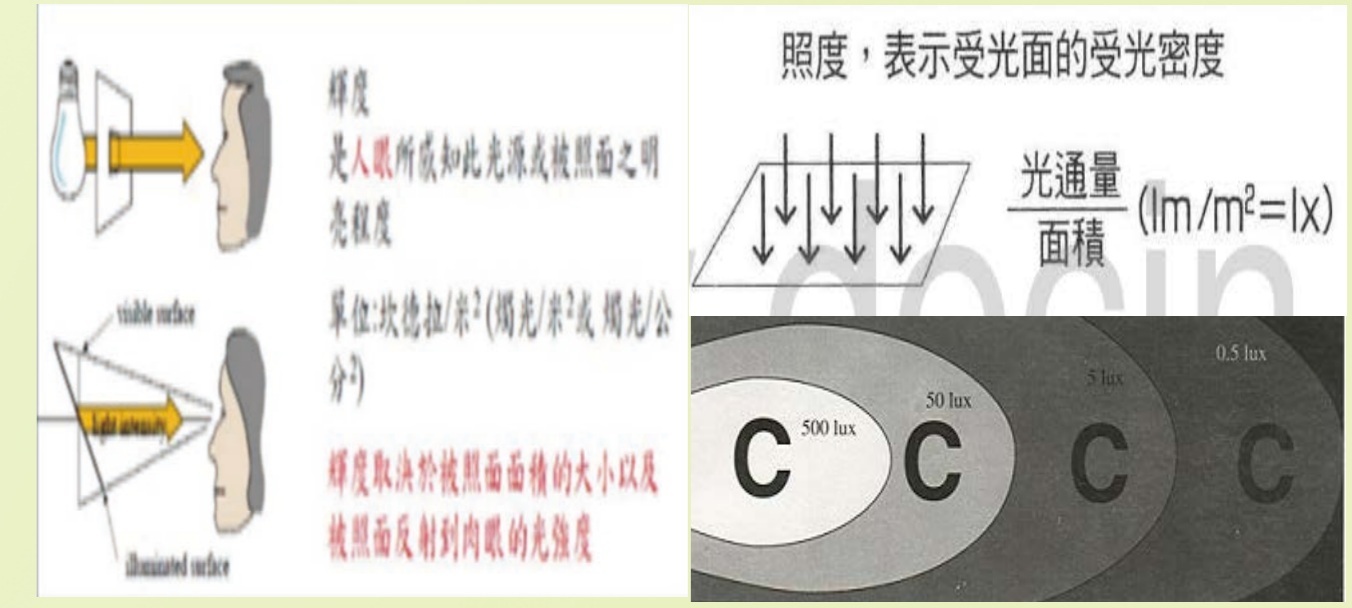 輝度
是人眼所感知此光源或被照面之明
亮程度
單位:坎德拉/米²(燭光/米²或 燭光/公
分²)
輝度取決於被照面面積的大小以及
被照面反射到肉眼的光強度
visible surface
light intensity
illuminated surface
照度，表示受光面的受光密度
光通量
面積
(lm/m²=lx)
docin
C 500 lux
C 50 lux
C 5 lux
C 0.5 lux